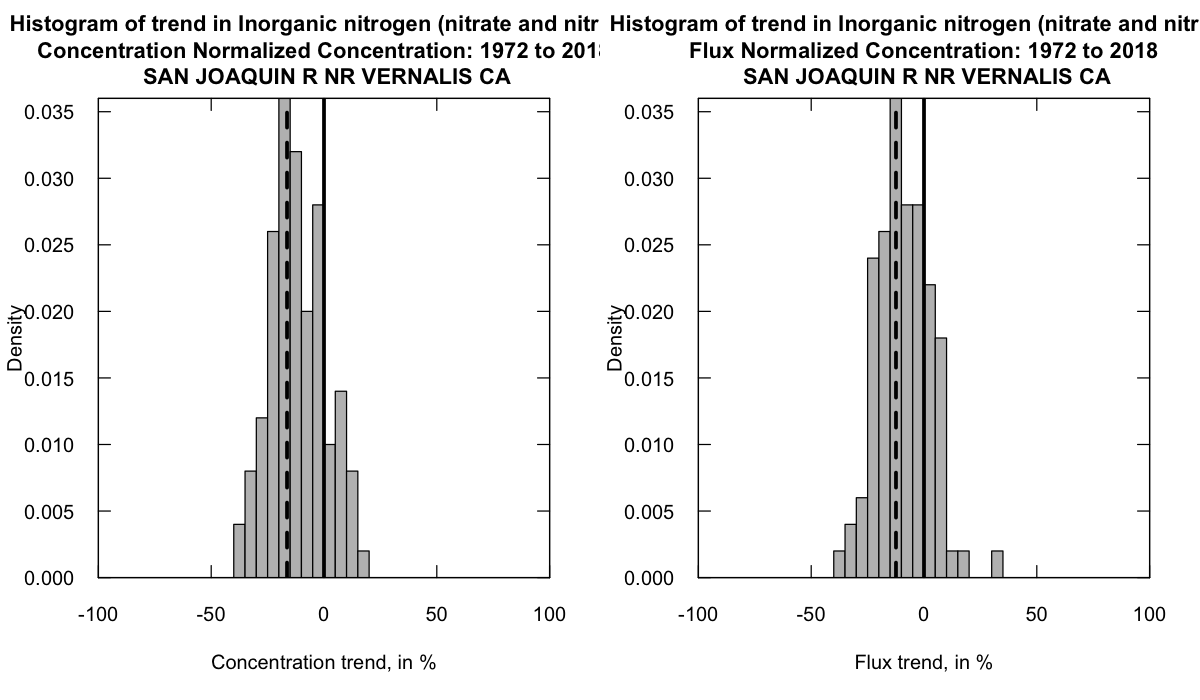 Histogram of trend in Inorganic nitrogen (nitrate and nitr
Concentration Normalized Concentration: 1972 to 2018
SAN JOAQUIN R NR VERNALIS CA
0.035
0.030
0.025
0.020
0.015
0.010
0.005
0.000
Density
-100
-50
0
50
100
Concentration trend, in %
Histogram of trend in Inorganic nitrogen (nitrate and nitr
Flux Normalized Concentration: 1972 to 2018
SAN JOAQUIN R NR VERNALIS CA
0.035
0.030
0.025
0.020
0.015
0.010
0.005
0.000
Density
-100
-50
0
50
100
Flux trend, in %